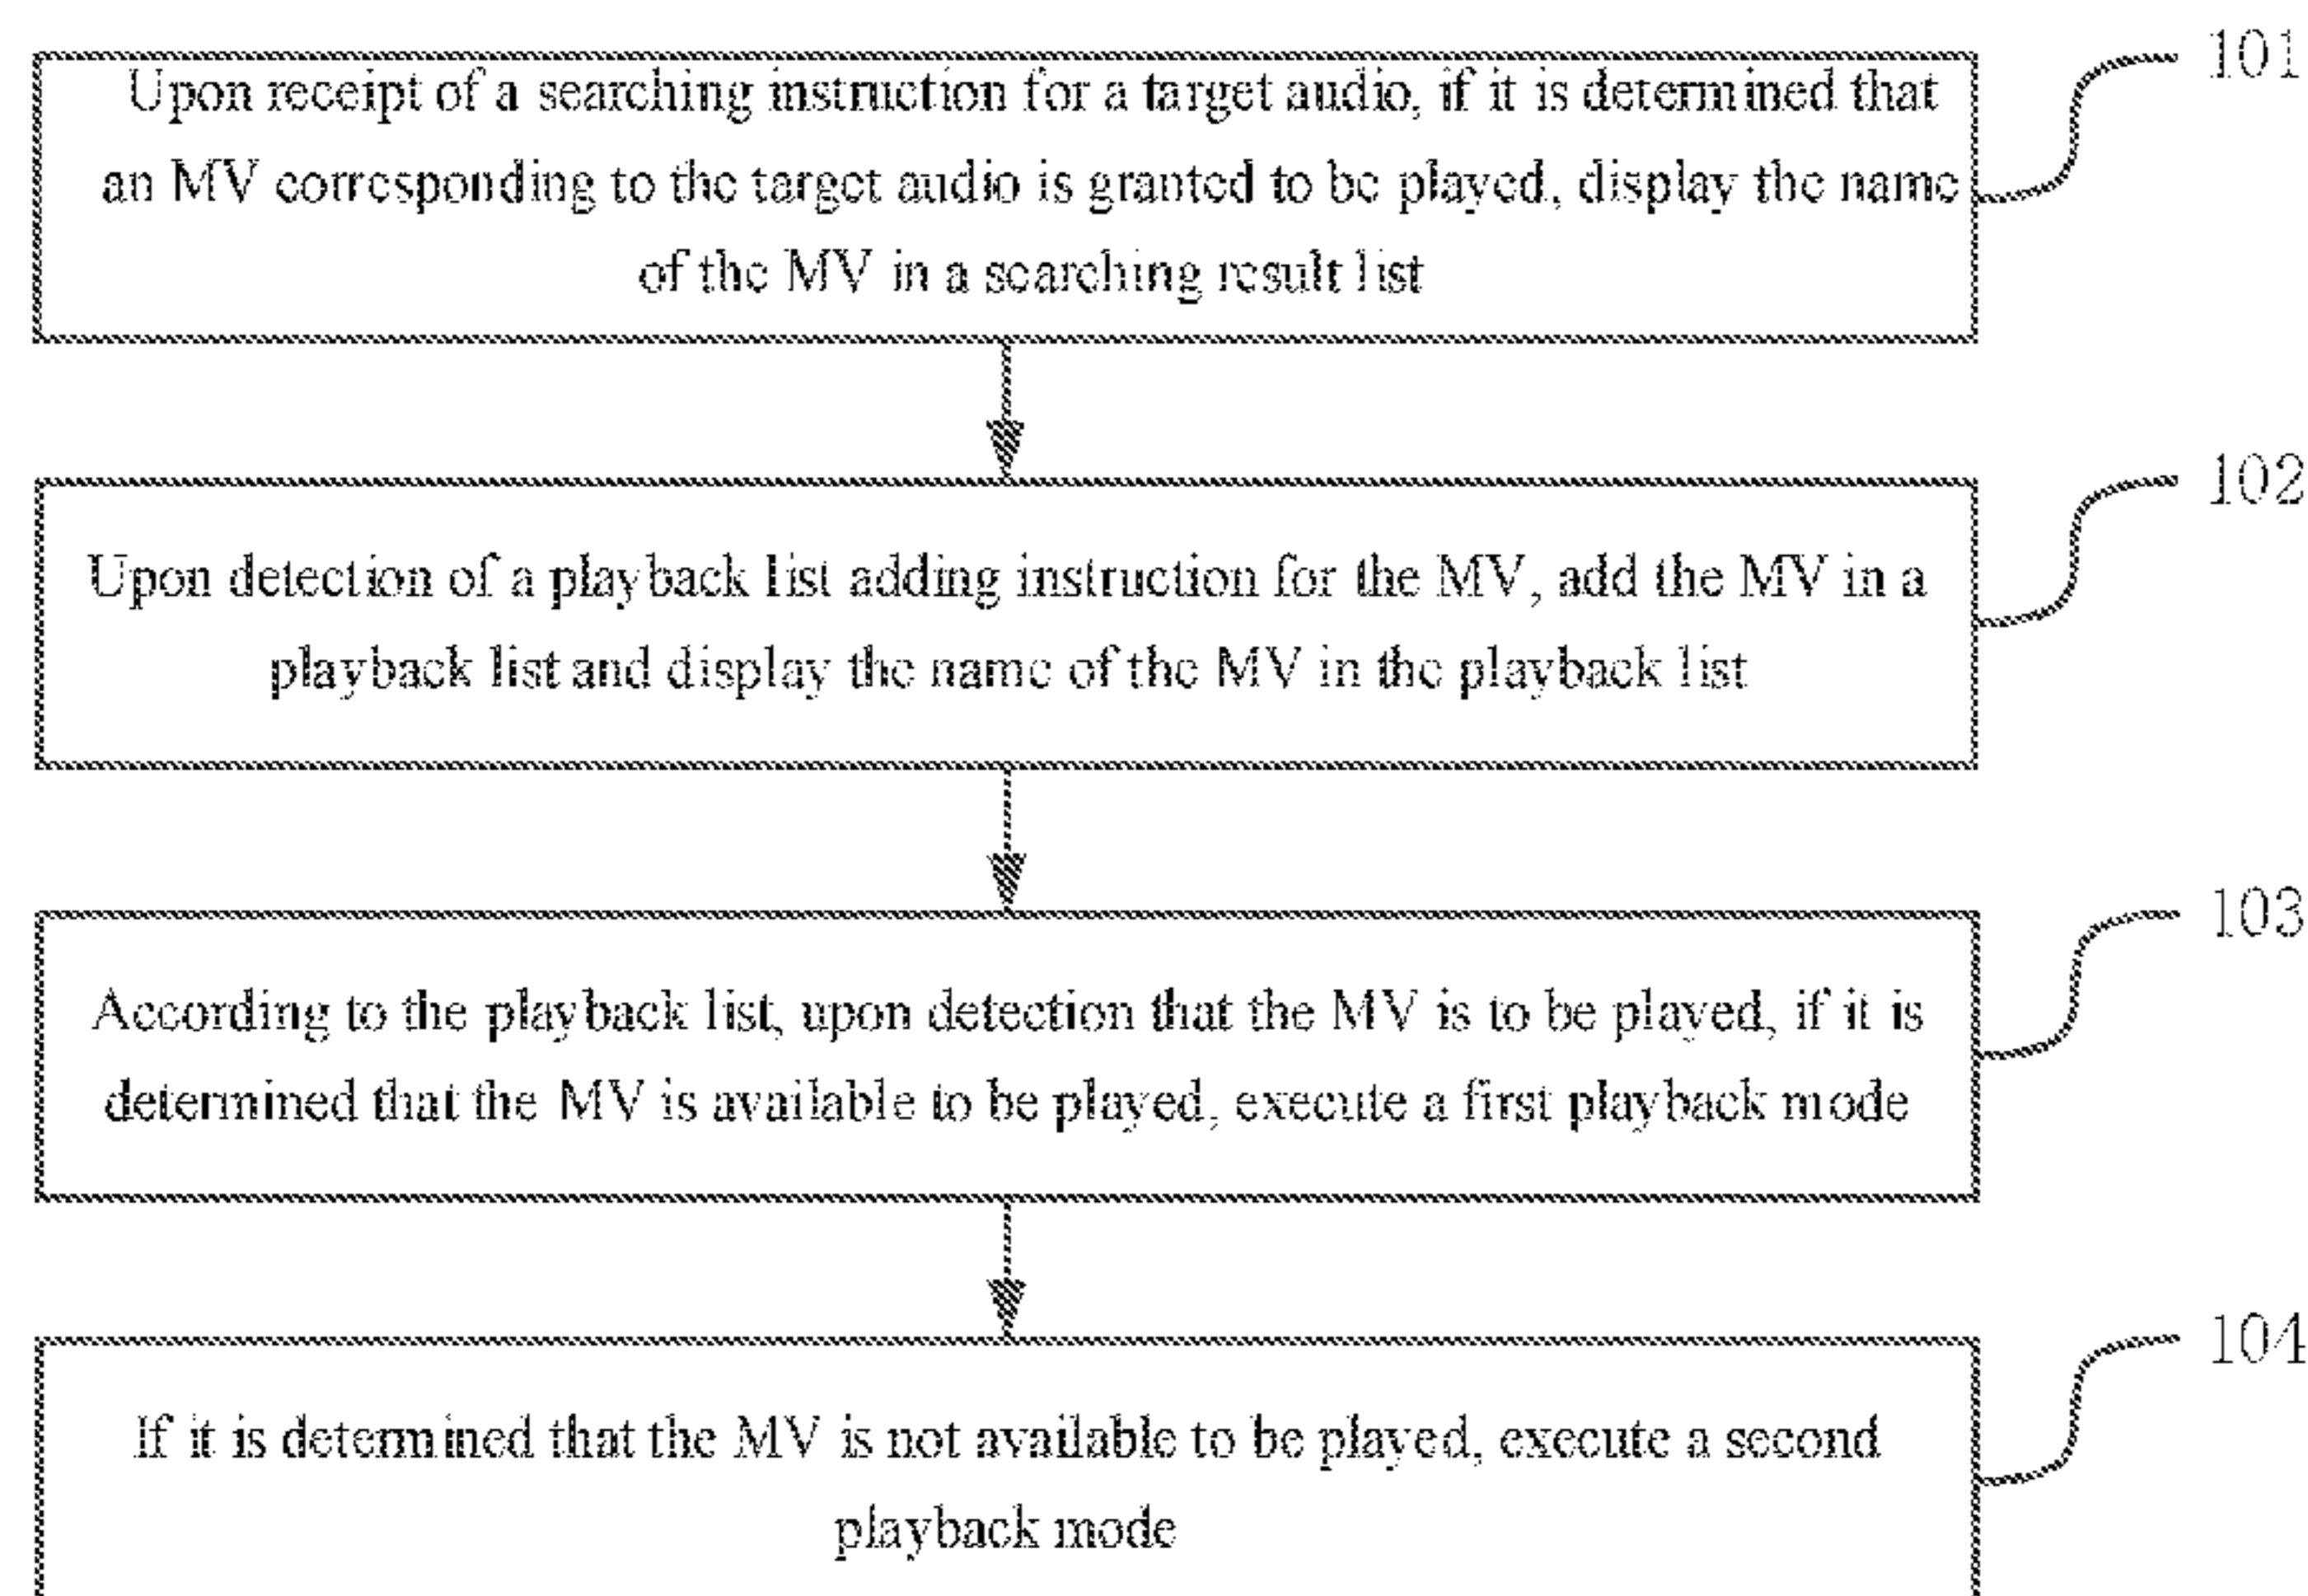 101
Upon receipt of a searching instruction for a target audio, if it is determined that
an MV corresponding to the target audio is granted to be played, display the name
of the MV in a searching result list
102
Upon detection of a playback list adding instruction for the MV, add the MV in a
playback list and display the name of the MV in the playback list
103
According to the playback list, upon detection that the MV is to be played, if it is
determined that the MV is available to be played, execute a first playback mode
104
If it is determined that the MV is not available to be played, execute a second
playback mode